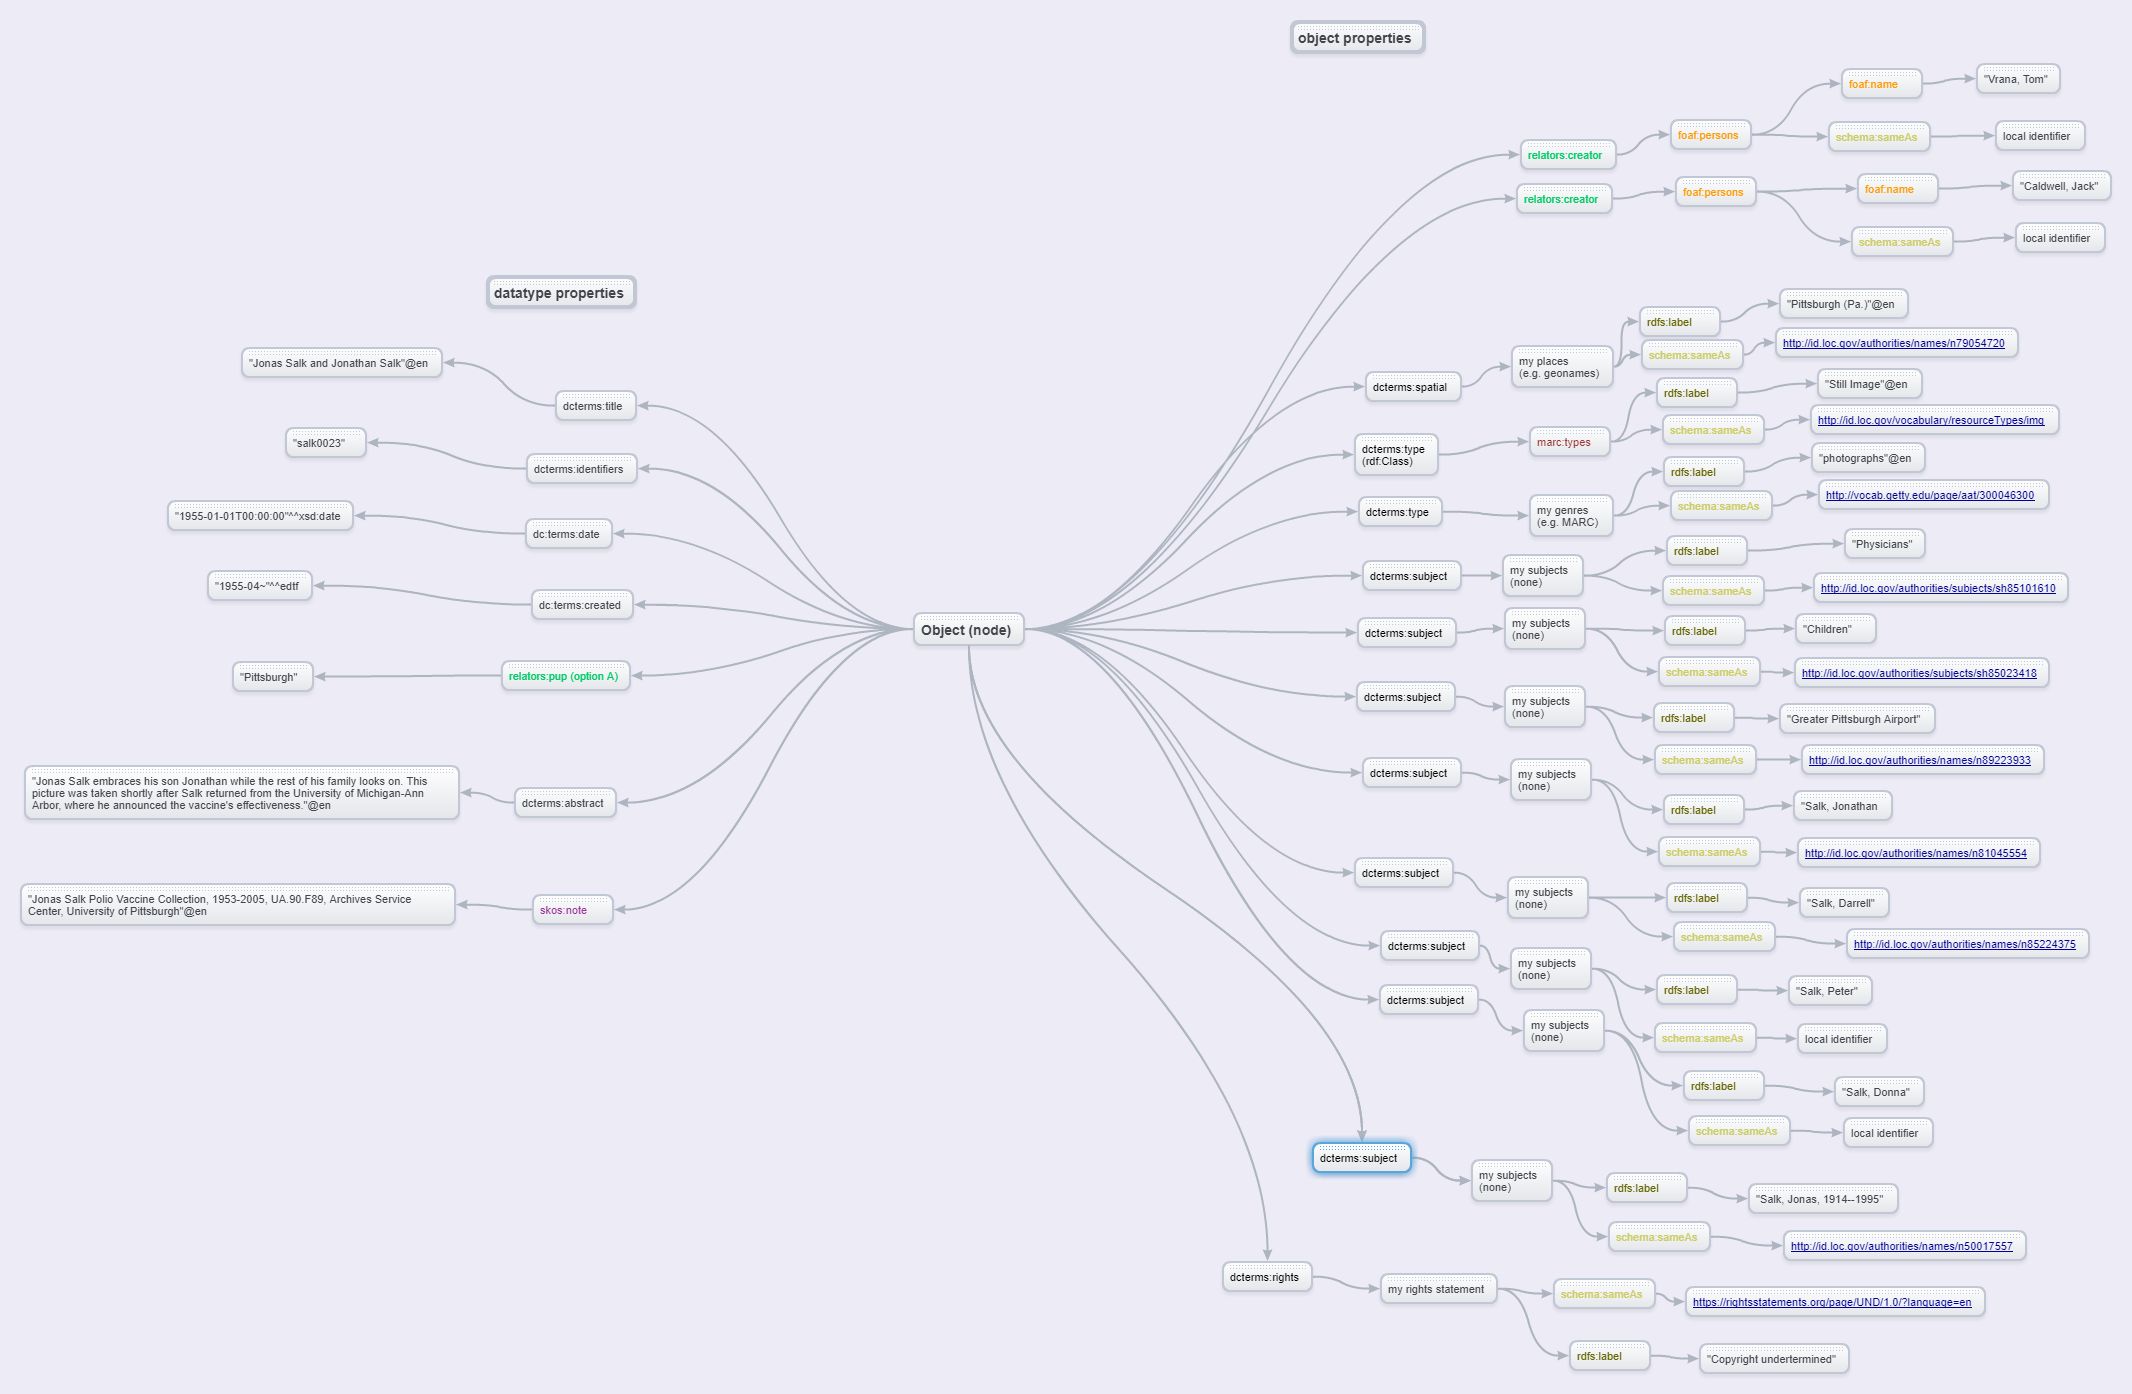 object properties
foaf:name
"Vrana, Tom"
relators:creator
foaf:persons
schema:sameAs
local identifier
relators:creator
foaf:persons
foaf:name
"Caldwell, Jack"
schema:sameAs
local identifier
datatype properties
"Jonas Salk and Jonathan Salk"@en
dcterms:title
"salk0023"
dcterms:identifiers
"1955-01-01T00:00:00"^^xsd:date
dc:terms:date
"1955-04~"^^edtf
dc:terms:created
"Pittsburgh"
relators:pup (option A)
"Jonas Salk embraces his son Jonathan while the rest of his family looks on. This
picture was taken shortly after Salk returned from the University of Michigan-Ann
Arbor, where he announced the vaccine's effectiveness."@en
dcterms:abstract
"Jonas Salk Polio Vaccine Collection, 1953-2005, UA.90.F89, Archives Service
Center, University of Pittsburgh"@en
skos:note
Object (node)
dcterms:spatial
my places
(e.g. geonames)
rdfs:label
"Pittsburgh (Pa.)"@en
schema:sameAs
http://id.loc.gov/authorities/names/n79054720
dcterms:type
(rdf:Class)
marc:types
rdfs:label
"Still Image"@en
schema:sameAs
http://id.loc.gov/vocabulary/resourceTypes/img
dcterms:type
my genres
(e.g. MARC)
rdfs:label
"photographs"@en
schema:sameAs
http://vocab.getty.edu/page/aat/300046300
dcterms:subject
my subjects
(none)
rdfs:label
"Physicians"
schema:sameAs
http://id.loc.gov/authorities/subjects/sh85101610
dcterms:subject
my subjects
(none)
rdfs:label
"Children"
schema:sameAs
http://id.loc.gov/authorities/subjects/sh85023418
dcterms:subject
my subjects
(none)
rdfs:label
"Greater Pittsburgh Airport"
schema:sameAs
http://id.loc.gov/authorities/names/n89223933
dcterms:subject
my subjects
(none)
rdfs:label
"Salk, Jonathan
schema:sameAs
http://id.loc.gov/authorities/names/n81045554
dcterms:subject
my subjects
(none)
rdfs:label
"Salk, Darrell"
schema:sameAs
http://id.loc.gov/authorities/names/n85224375
dcterms:subject
my subjects
(none)
rdfs:label
"Salk, Peter"
schema:sameAs
local identifier
dcterms:subject
my subjects
(none)
rdfs:label
"Salk, Donna"
schema:sameAs
local identifier
dcterms:subject
my subjects
(none)
rdfs:label
"Salk, Jonas, 1914--1995"
schema:sameAs
http://id.loc.gov/authorities/names/n50017557
dcterms:rights
my rights statement
schema:sameAs
https://rightsstatements.org/page/UND/1.0/?language=en
rdfs:label
"Copyright undertermined"